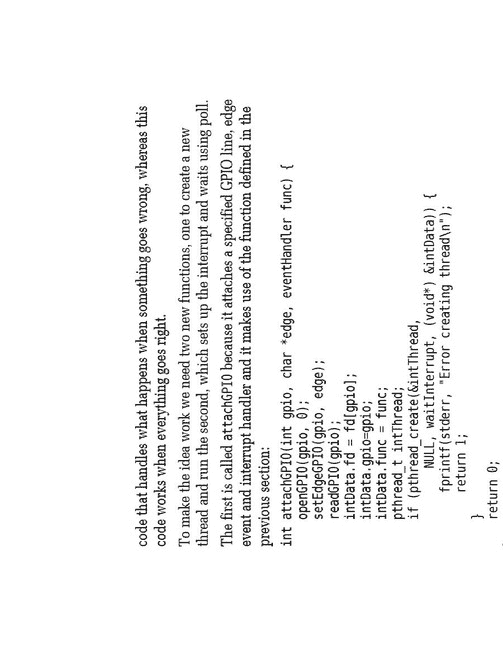 code that handles what happens when something goes wrong, whereas this
code works when everything goes right.
To make the idea work we need two new functions, one to create a new
thread and run the second, which sets up the interrupt and waits using poll.
The first is called attachGPIO because it attaches a specified GPIO line, edge
event and interrupt handler and it makes use of the function defined in the
previous section:
int attachGPIO(int gpio, char *edge, eventHandler func) {
openGPIO(gpio, 0);
setEdgeGPIO(gpio, edge);
readGPIO(gpio);
intData.fd = fd[gpio];
intData.gpio=gpio;
intData.func = func;
pthread_t intThread;
if (pthread_create(&intThread,
NULL, waitInterrupt, (void*) &intData)) {
fprintf(stderr, "Error creating thread\n");
return 1;
}
return 0;